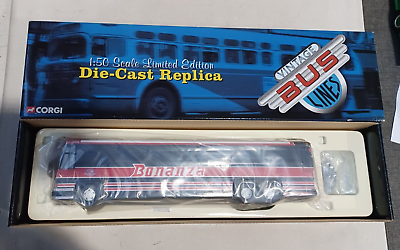 1:50 Scale Limited Edition
Die-Cast Replica
VINTAGE
BUS
LINES
CORGI
Bonanza